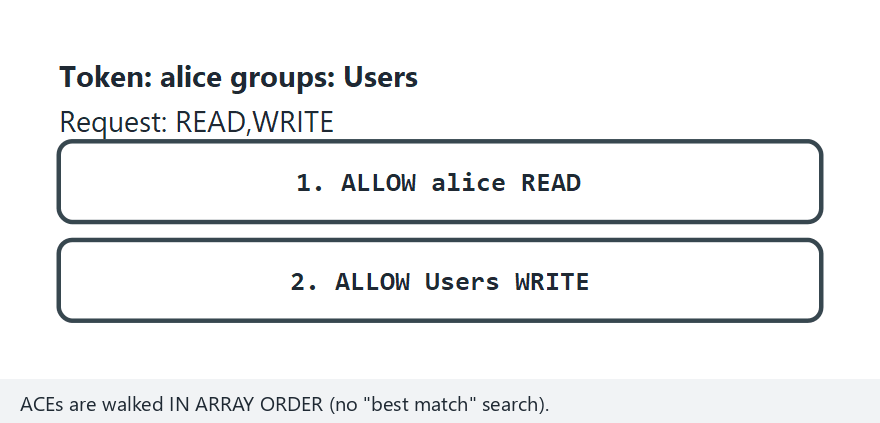 Token: alice groups: Users
Request: READ,WRITE
1. ALLOW alice READ
2. ALLOW Users WRITE
ACEs are walked IN ARRAY ORDER (no "best match" search).